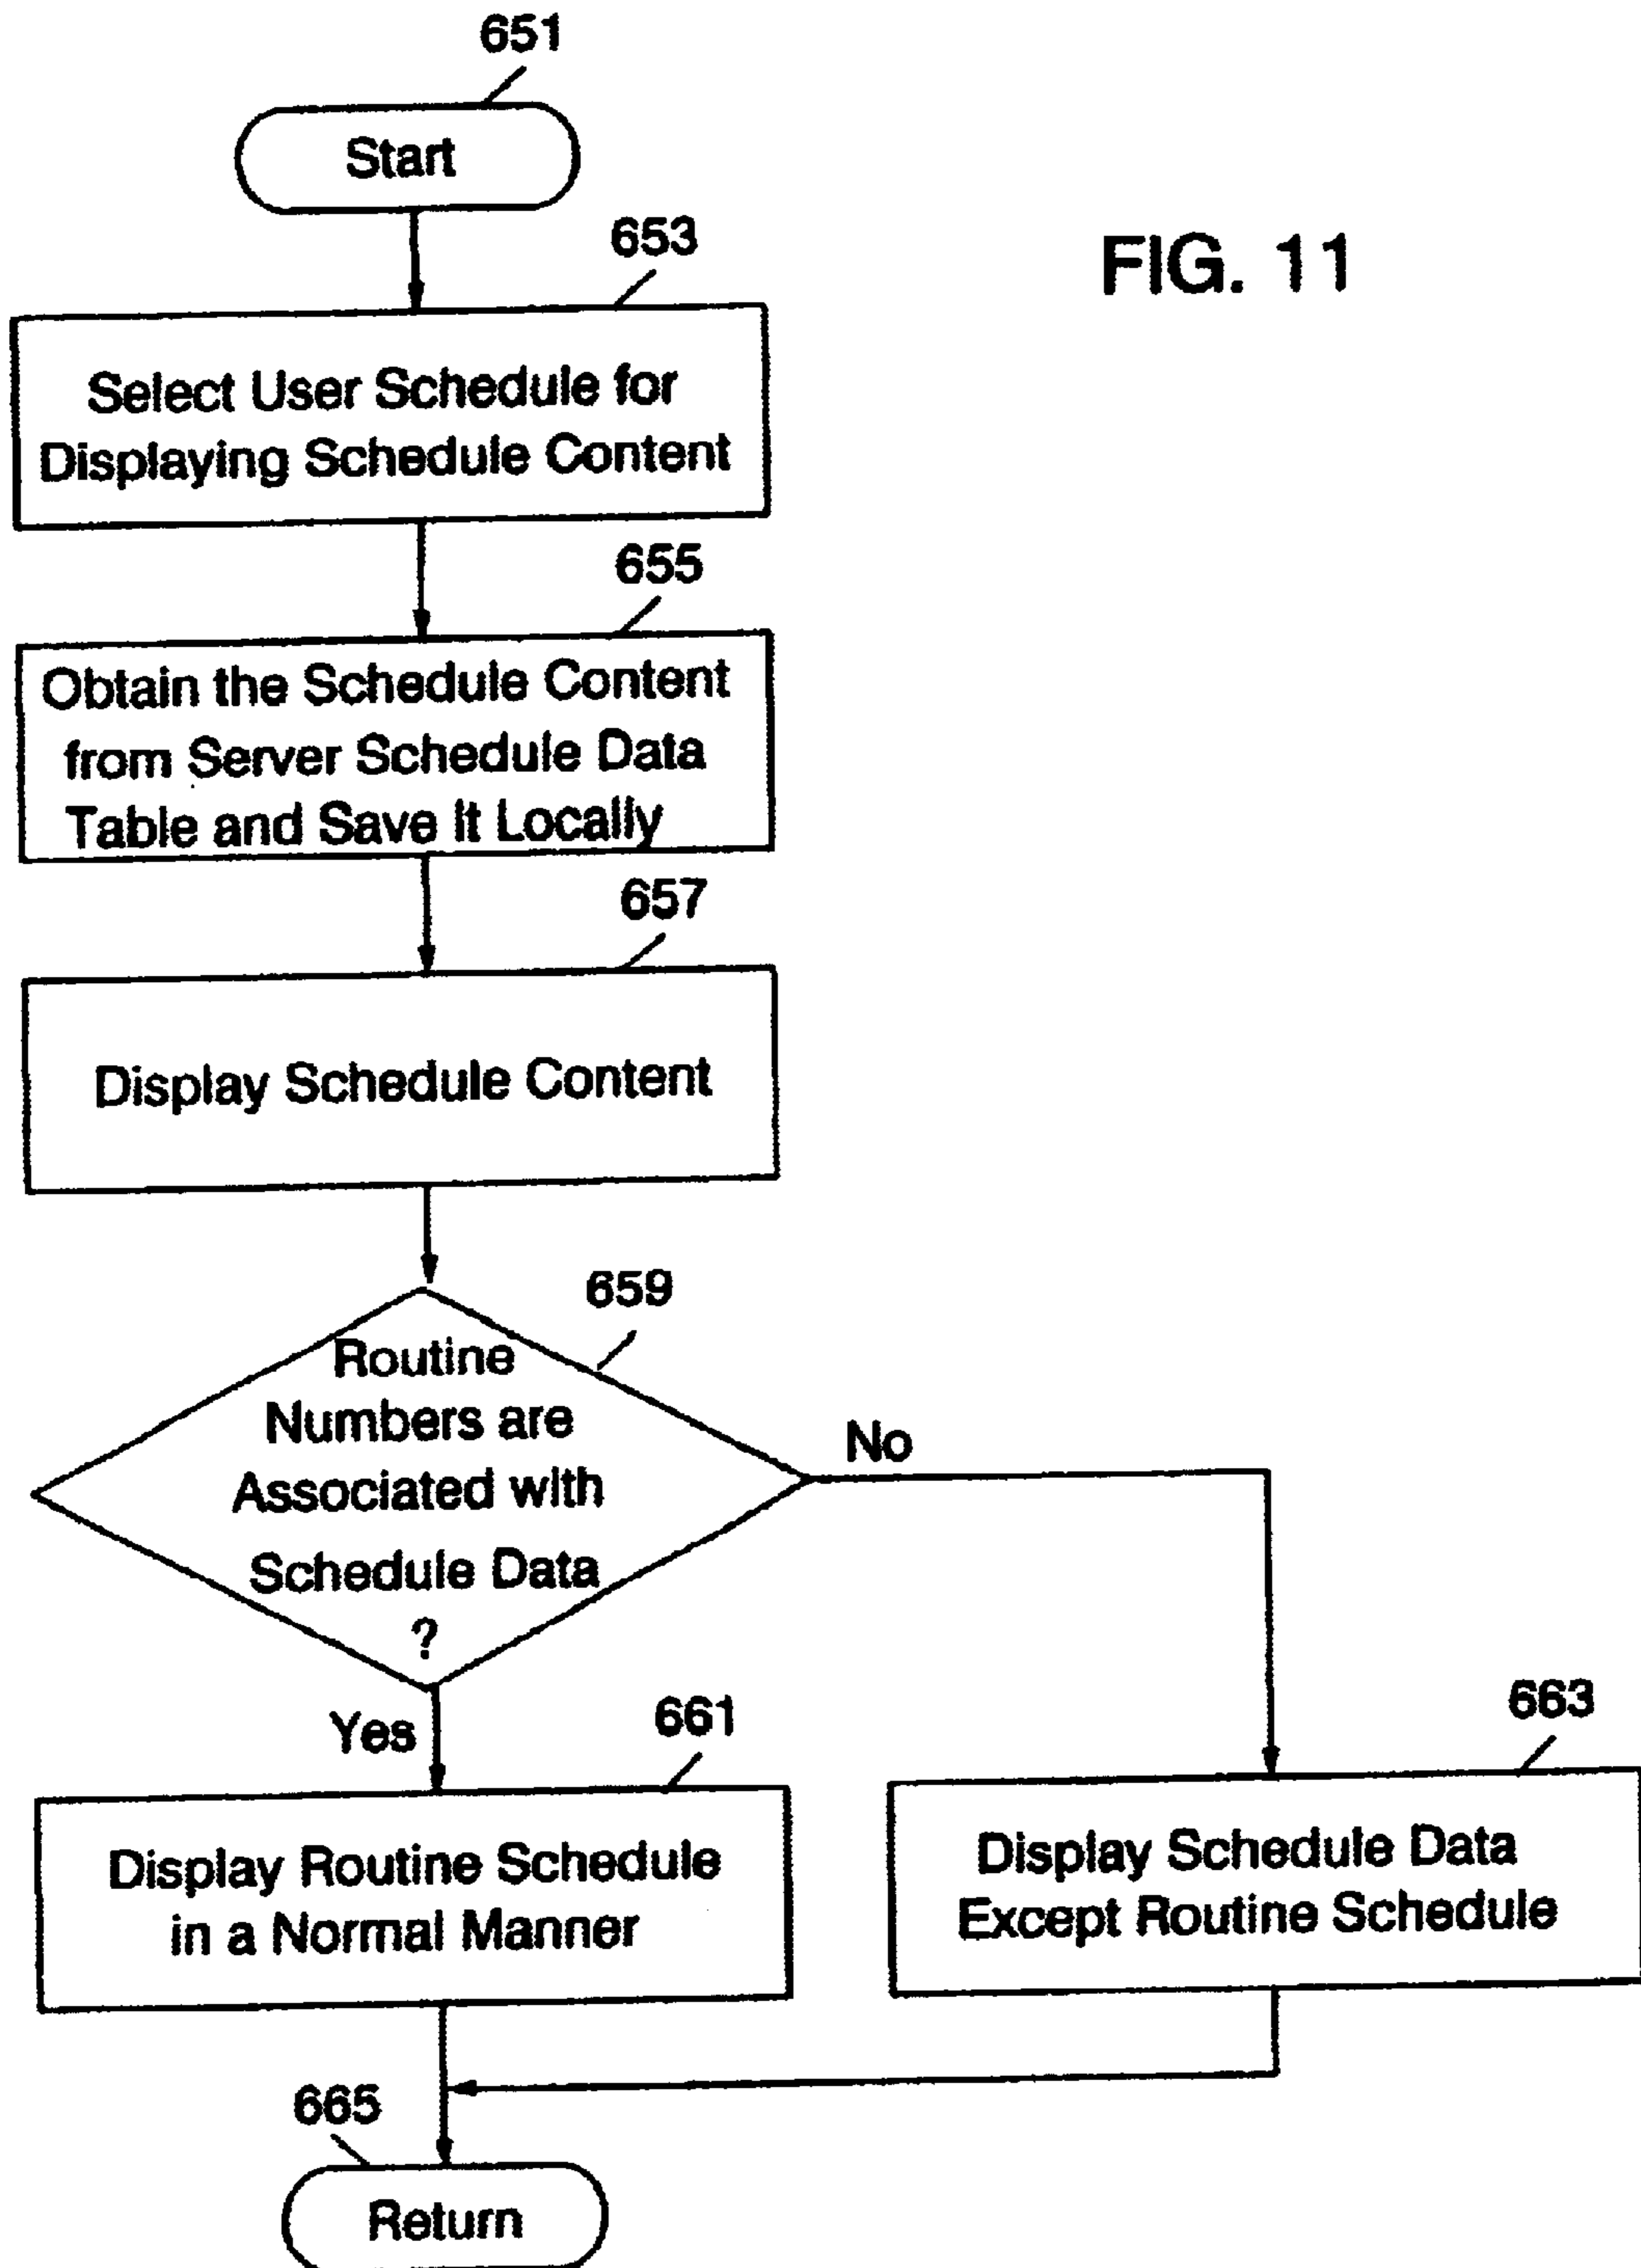 651
Start
FIG. 11
653
Select User Schedule for
Displaying Schedule Content
655
Obtain the Schedule Content
from Server Schedule Data
Table and Save It Locally
657
Display Schedule Content
659
Routine
Numbers are
Associated with
Schedule Data
?
No
Yes
661
Display Routine Schedule
in a Normal Manner
663
Display Schedule Data
Except Routine Schedule
665
Return